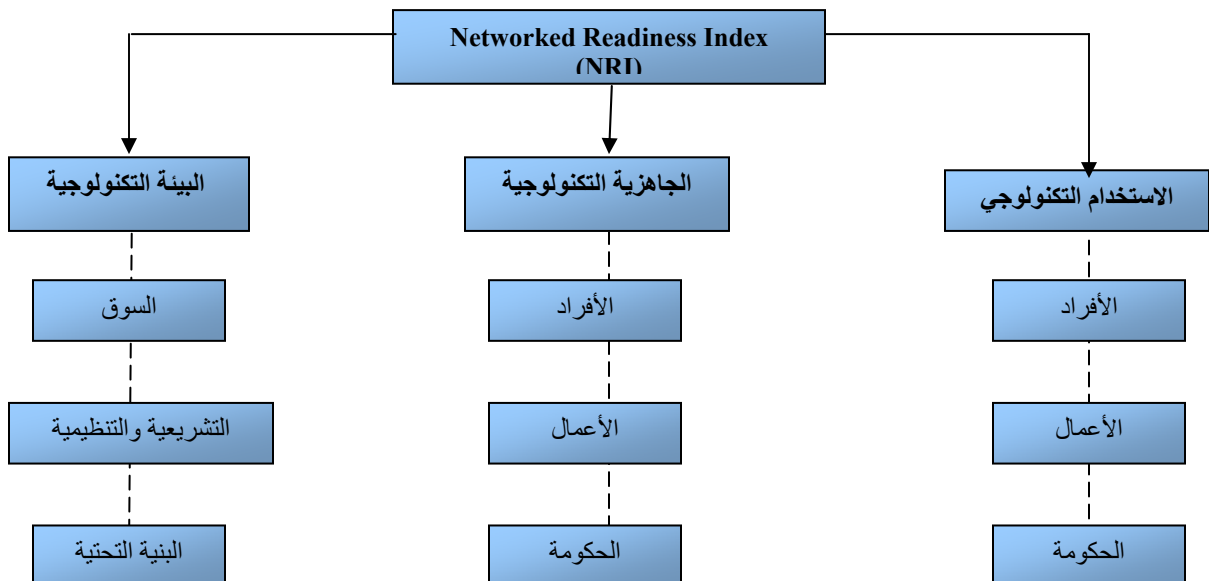 Networked Readiness Index
(NRI)
البيئة التكنولوجية
الجاهزية التكنولوجية
الاستخدام التكنولوجي
السوق
الأفراد
الأفراد
التشريعية والتنظيمية
الأعمال
الأعمال
البنية التحتية
الحكومة
الحكومة